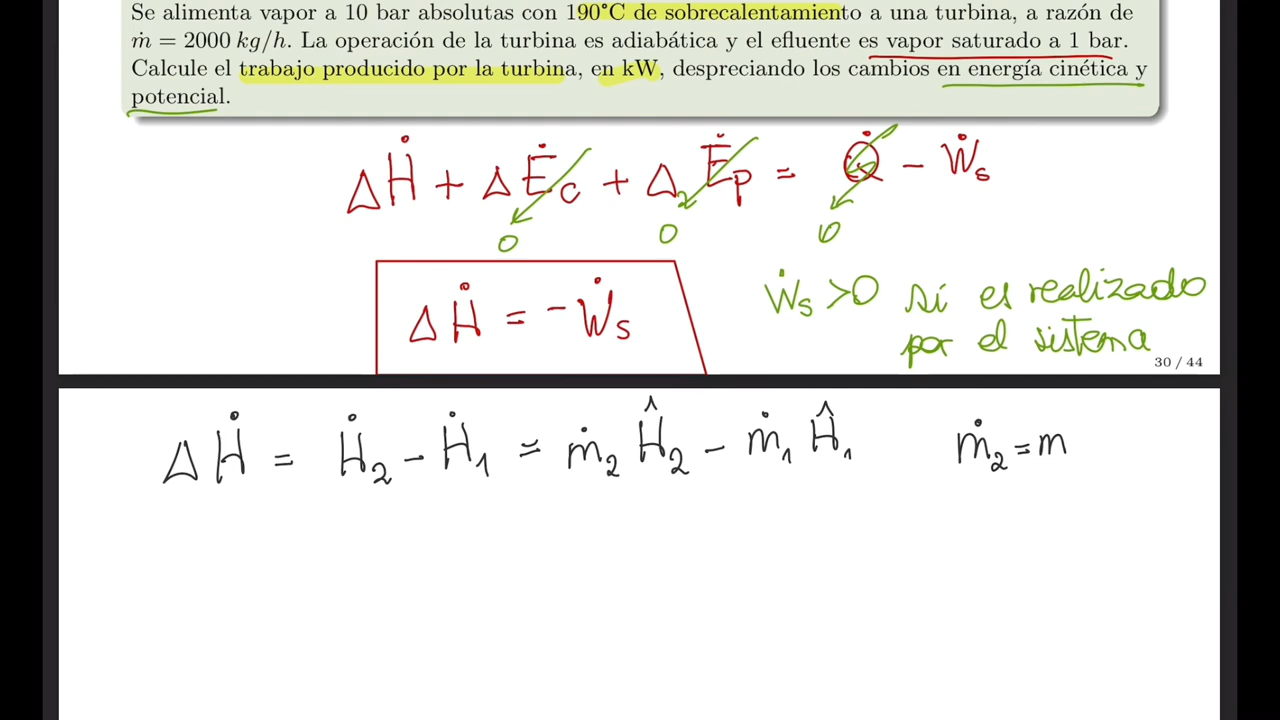 Se alimenta vapor a 10 bar absolutas con 190°C de sobrecalentamiento a una turbina, a razón de
ṁ = 2000 kg/h. La operación de la turbina es adiabática y el efluente es vapor saturado a 1 bar.
Calcule el trabajo producido por la turbina, en kW, despreciando los cambios en energía cinética y
potencial.
ΔḢ + ΔĖc + ΔĖp = Q̇ - Ẇs
0 0 0
ΔḢ = -Ẇs
Ẇs >0 si es realizado
por el sistema
30 / 44
ΔḢ = Ḣ2 - Ḣ1 = ṁ2 Ĥ2 - ṁ1 Ĥ1 ṁ2 = m